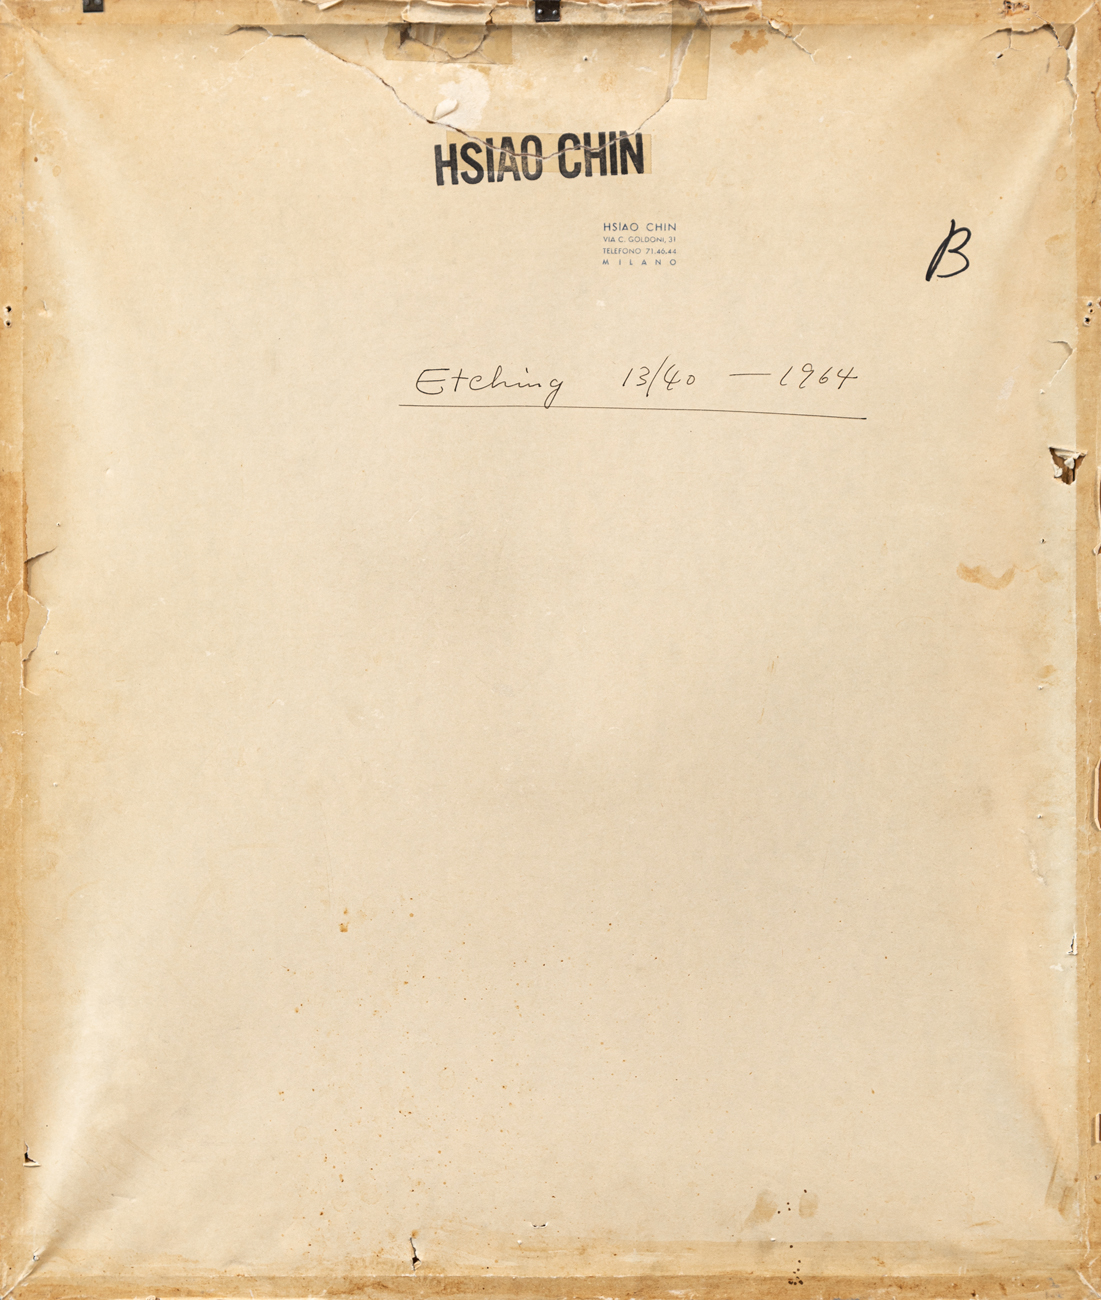 HSIAO CHIN
HSIAO CHIN
VIA C. GOLDONI, 31
TELEFONO 71.46.44
MILANO
B
Etching 13/40 — 1964